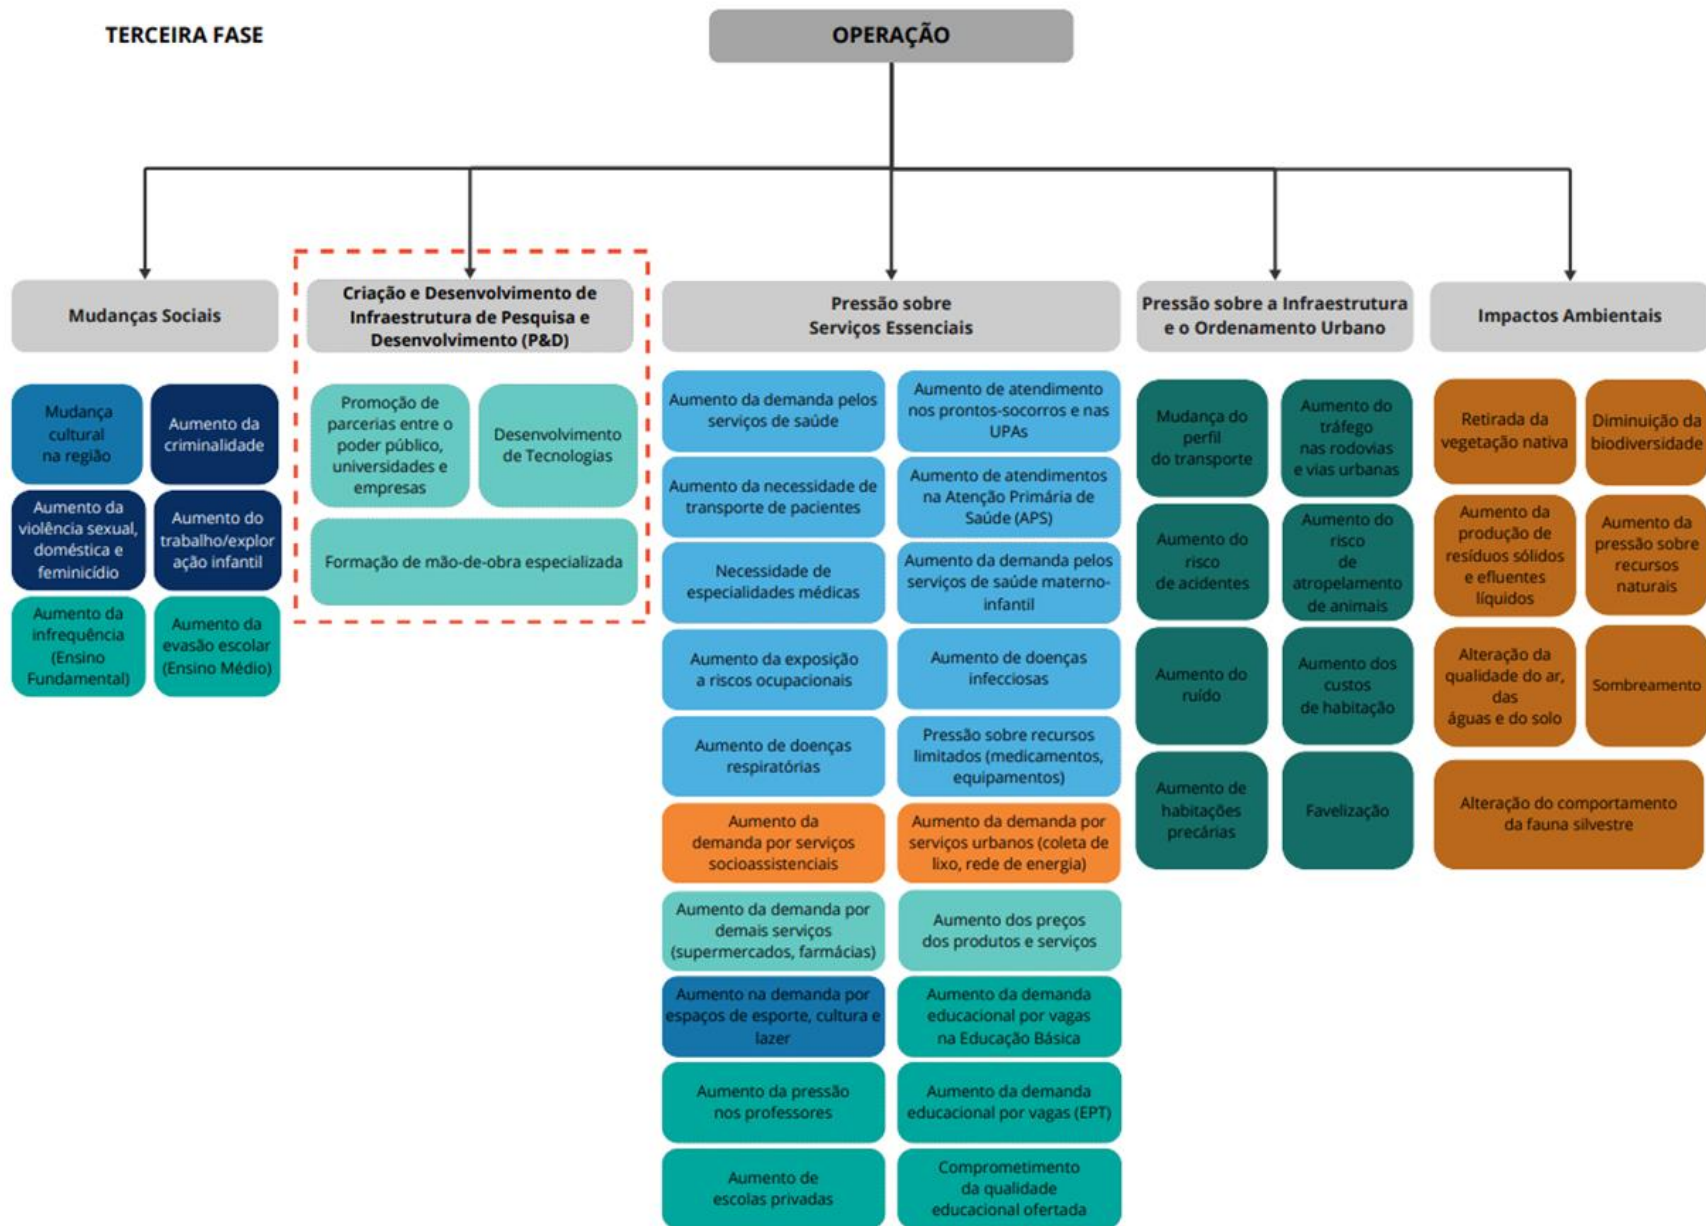 TERCEIRA FASE
OPERAÇÃO
Mudanças Sociais
Mudança
cultural
na região
Aumento da
criminalidade
Aumento da
violência sexual,
doméstica e
feminicídio
Aumento do
trabalho/explor
ação infantil
Aumento da
infrequência
(Ensino
Fundamental)
Aumento da
evasão escolar
(Ensino Médio)
Criação e Desenvolvimento de
Infraestrutura de Pesquisa e
Desenvolvimento (P&D)
Promoção de
parcerias entre o
poder público,
universidades e
empresas
Desenvolvimento
de Tecnologias
Formação de mão-de-obra especializada
Pressão sobre
Serviços Essenciais
Aumento da demanda pelos
serviços de saúde
Aumento de atendimento
nos prontos-socorros e nas
UPAs
Aumento da necessidade de
transporte de pacientes
Aumento de atendimentos
na Atenção Primária de
Saúde (APS)
Necessidade de
especialidades médicas
Aumento da demanda pelos
serviços de saúde materno-
infantil
Aumento da exposição
a riscos ocupacionais
Aumento de doenças
infecciosas
Aumento de doenças
respiratórias
Pressão sobre recursos
limitados (medicamentos,
equipamentos)
Aumento da
demanda por serviços
socioassistenciais
Aumento da demanda por
serviços urbanos (coleta de
lixo, rede de energia)
Aumento da demanda por
demais serviços
(supermercados, farmácias)
Aumento dos preços
dos produtos e serviços
Aumento na demanda por
espaços de esporte, cultura e
lazer
Aumento da demanda
educacional por vagas
na Educação Básica
Aumento da pressão
nos professores
Aumento da demanda
educacional por vagas (EPT)
Aumento de
escolas privadas
Comprometimento
da qualidade
educacional ofertada
Pressão sobre a Infraestrutura
e o Ordenamento Urbano
Mudança do
perfil
do transporte
Aumento do
tráfego
nas rodovias
e vias urbanas
Aumento do
risco
de acidentes
Aumento do
risco
de
atropelamento
de animais
Aumento do
ruído
Aumento dos
custos
de habitação
Aumento de
habitações
precárias
Favelização
Impactos Ambientais
Retirada da
vegetação nativa
Diminuição da
biodiversidade
Aumento da
produção de
resíduos sólidos
e efluentes
líquidos
Aumento da
pressão sobre
recursos
naturais
Alteração da
qualidade do ar,
das
águas e do solo
Sombreamento
Alteração do comportamento
da fauna silvestre